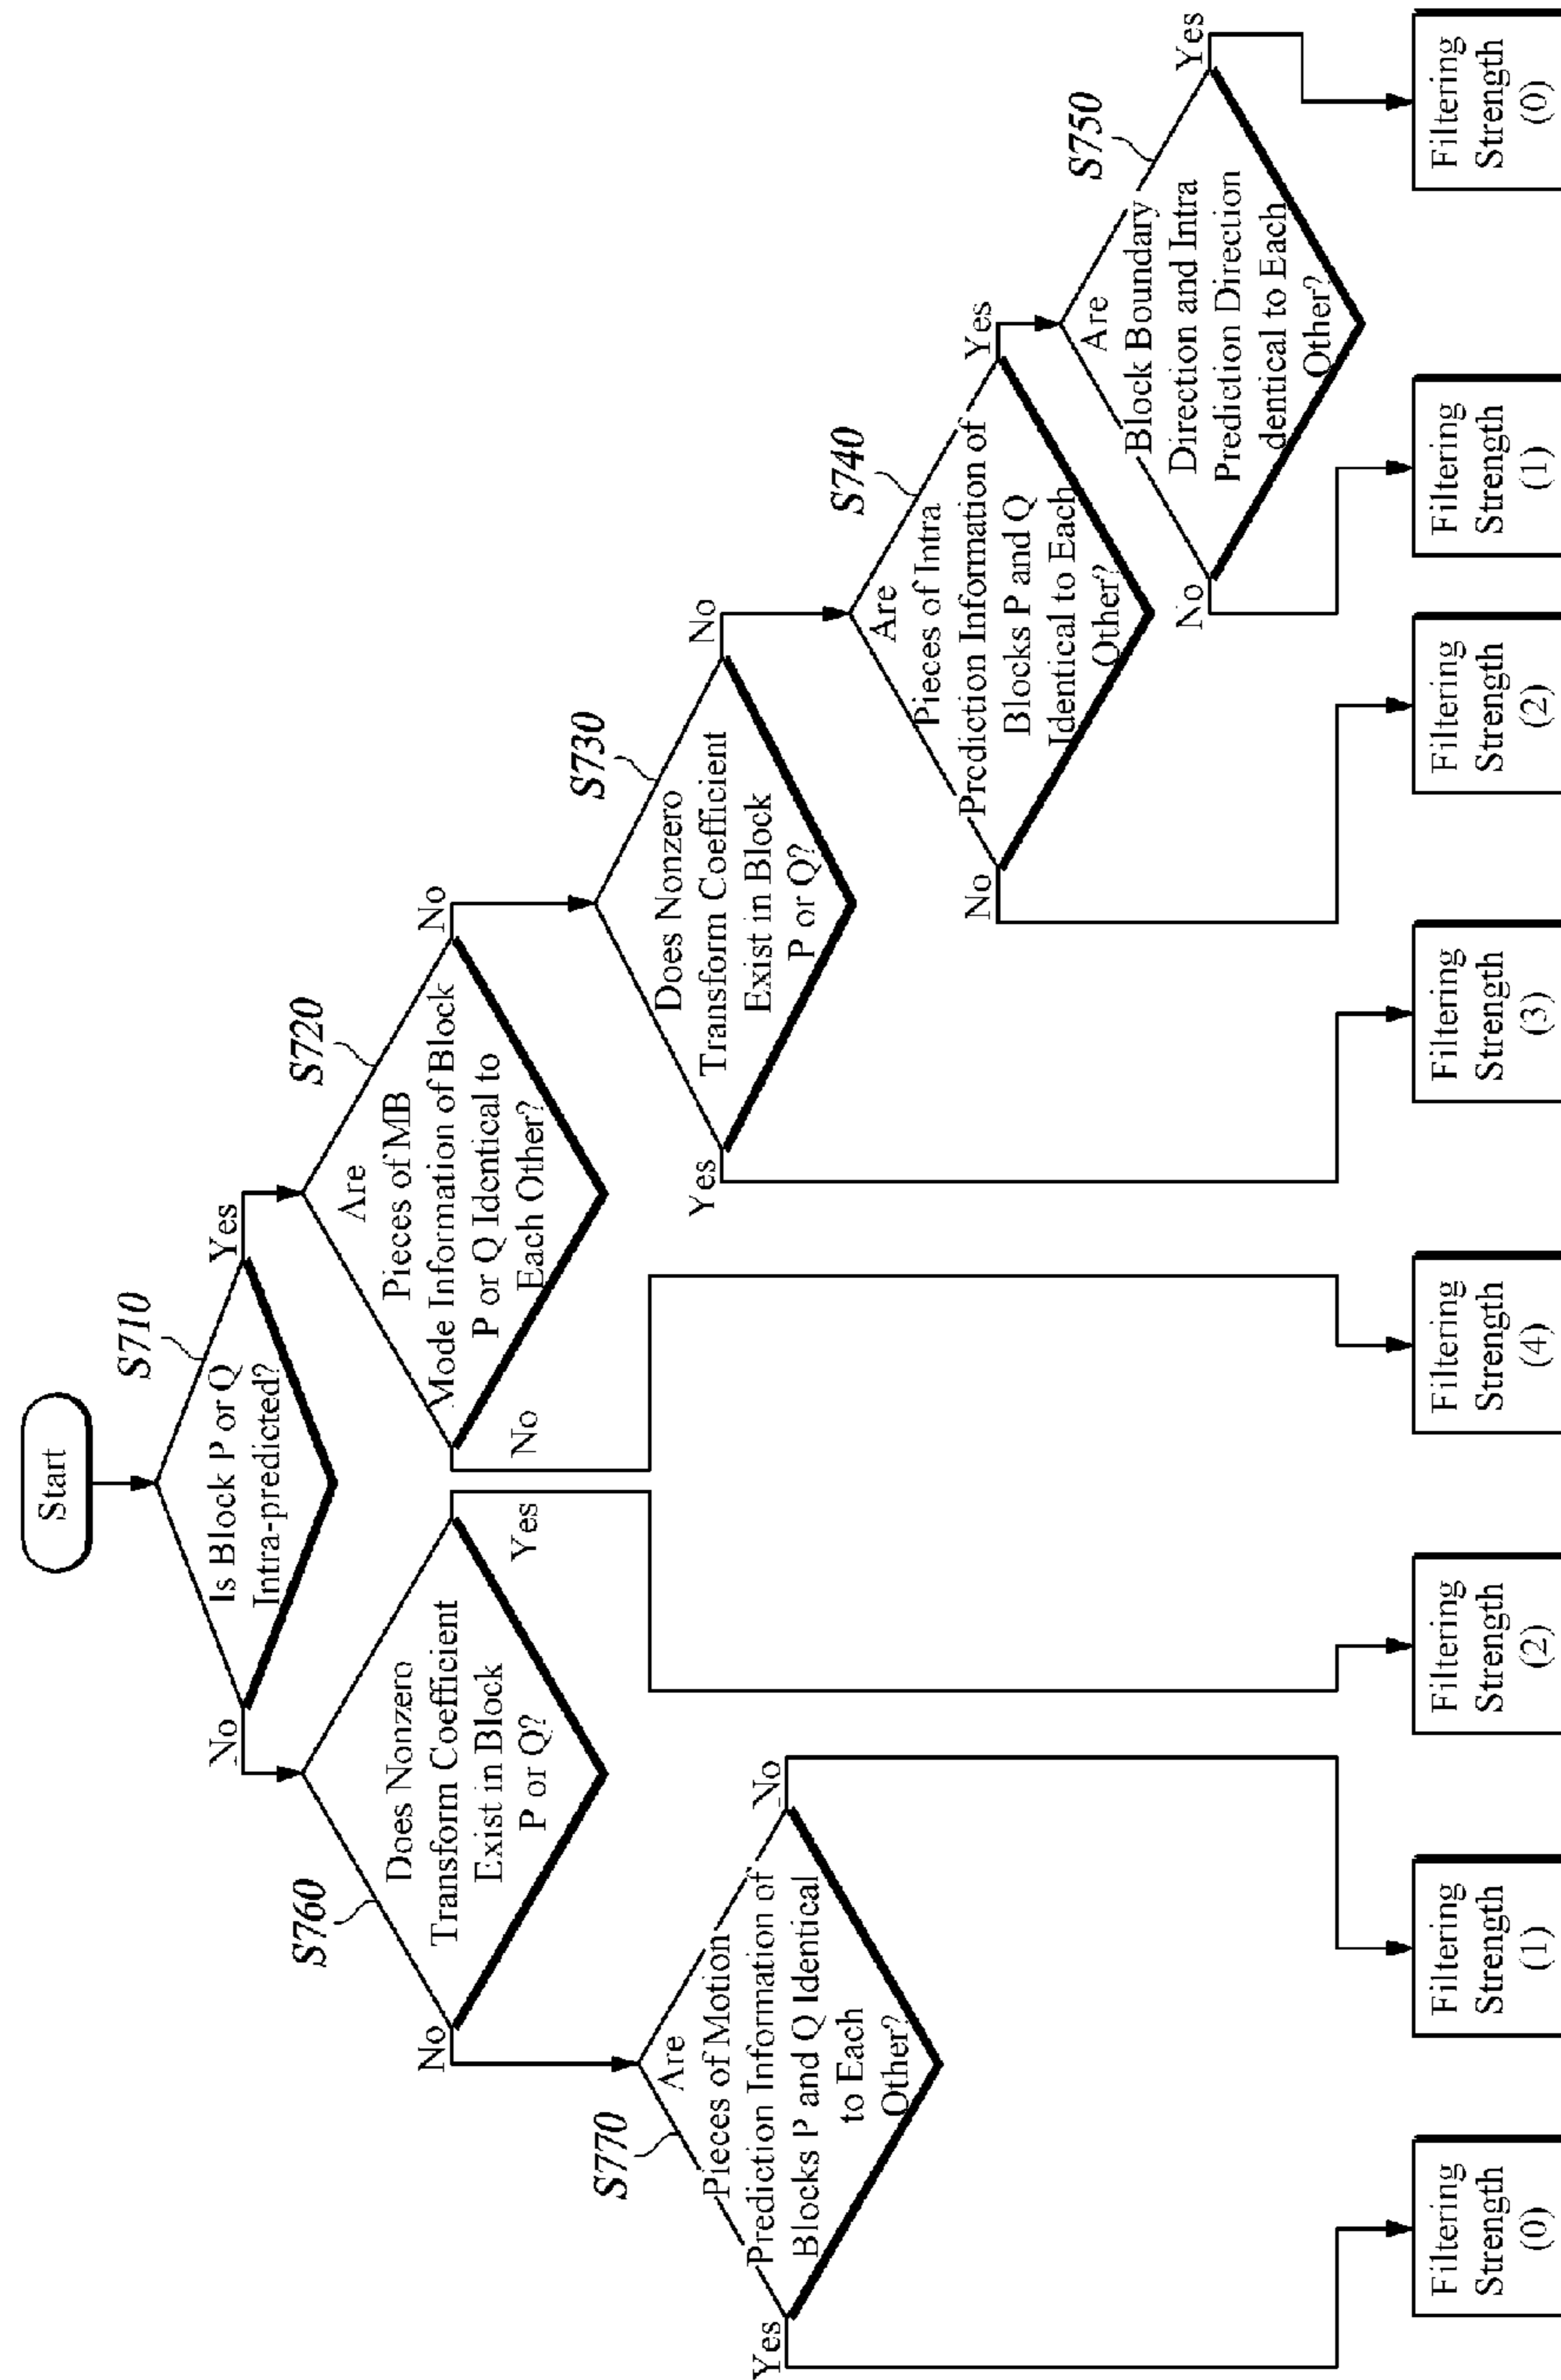 Start
S710
Is Block P or Q
Intra-predicted?
No
Yes
S760
Does Nonzero
Transform Coefficient
Exist in Block
P or Q?
No
Yes
S720
Are
Pieces of MB
Mode Information of Block
P or Q Identical to
Each Other?
No
No
S770
Are
Pieces of Motion
Prediction Information of
Blocks P and Q Identical
to Each
Other?
Yes
No
S730
Does Nonzero
Transform Coefficient
Exist in Block
P or Q?
Yes
No
S740
Are
Pieces of Intra
Prediction Information of
Blocks P and Q
Identical to Each
Other?
No
Yes
S750
Are
Block Boundary
Direction and Intra
Prediction Direction
dentical to Each
Other?
No
Yes
Filtering
Strength
(0)
Filtering
Strength
(1)
Filtering
Strength
(2)
Filtering
Strength
(4)
Filtering
Strength
(3)
Filtering
Strength
(2)
Filtering
Strength
(1)
Filtering
Strength
(0)